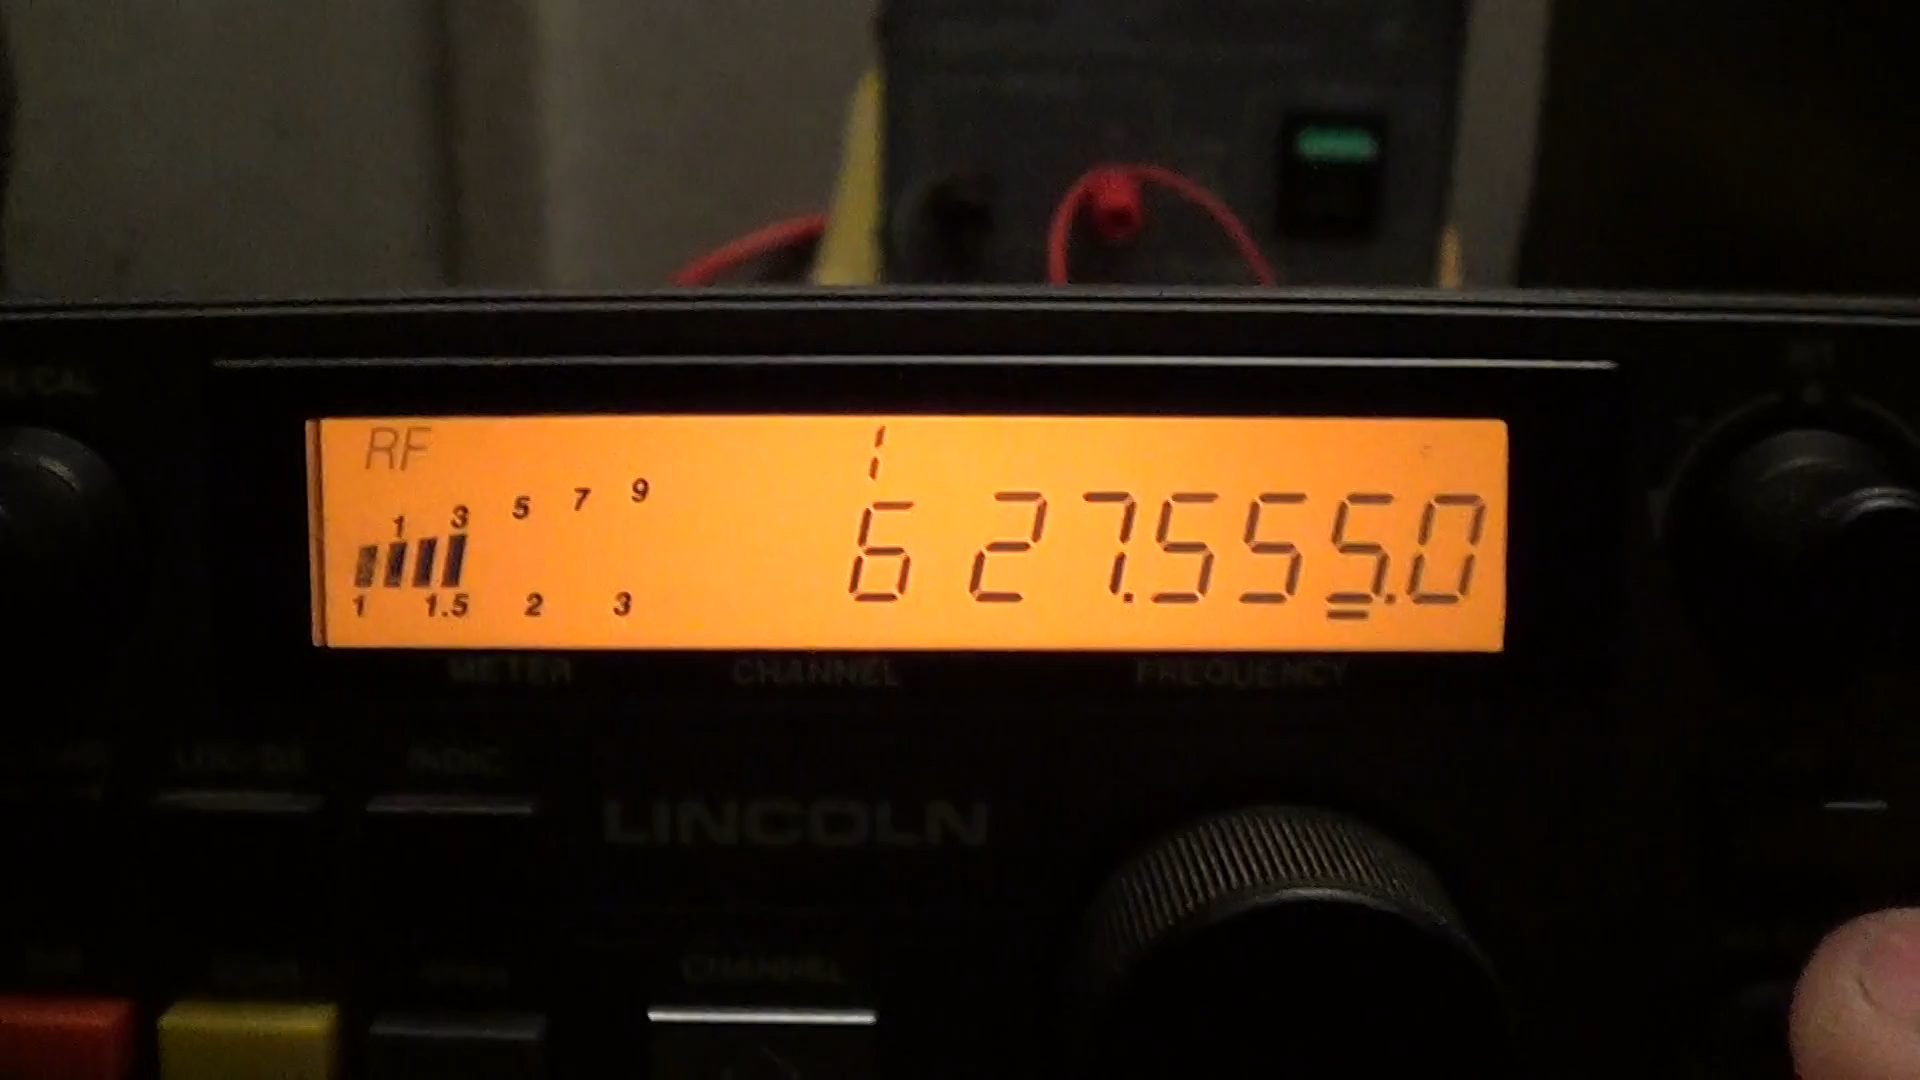 RF
1
1 3 5 7 9
6 27.555.0
1 1.5 2 3
METER CHANNEL FREQUENCY
LINCOLN
CHANNEL